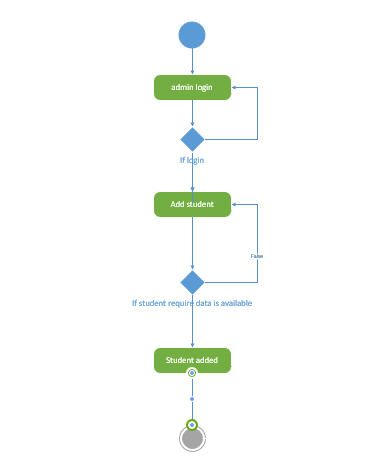 admin login
If login
Add student
False
If student require data is available
Student added